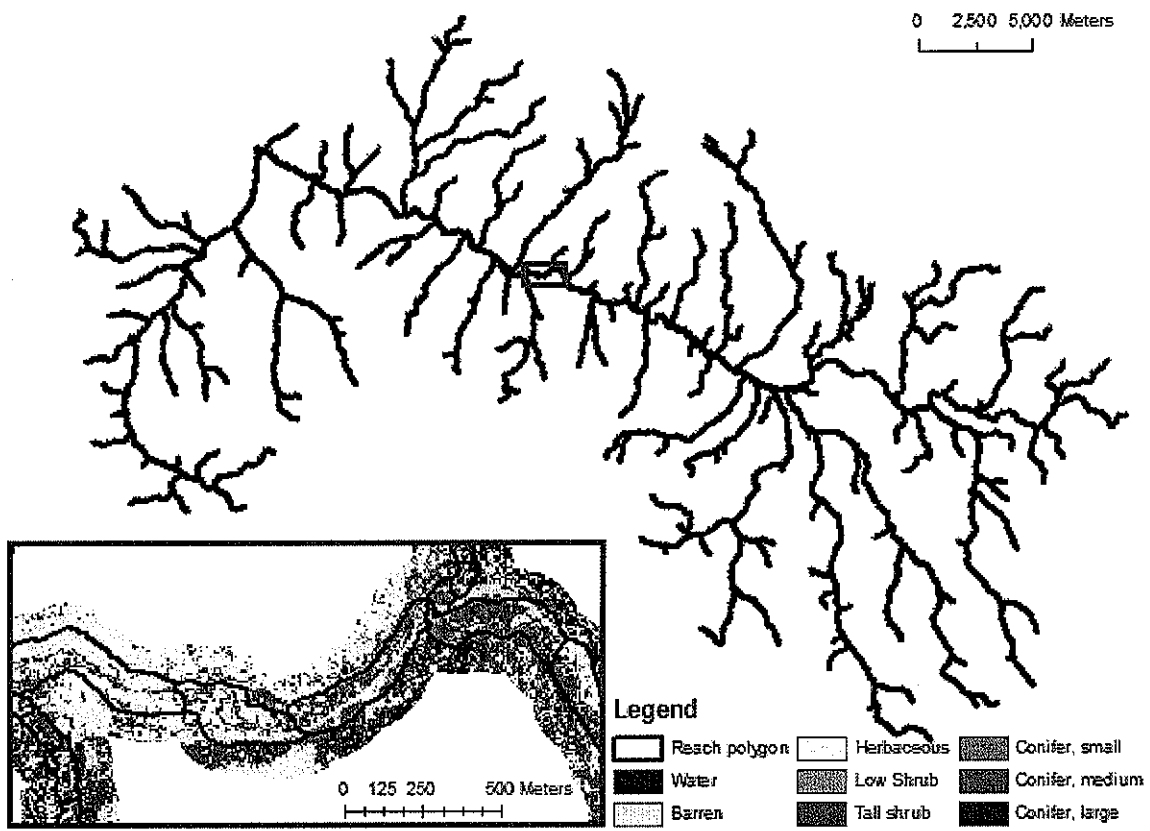 0 2,500 5,000 Meters
0 125 250 500 Meters
Legend
Reach polygon
Water
Barren
Herbaceous
Low Shrub
Tall shrub
Conifer, small
Conifer, medium
Conifer, large